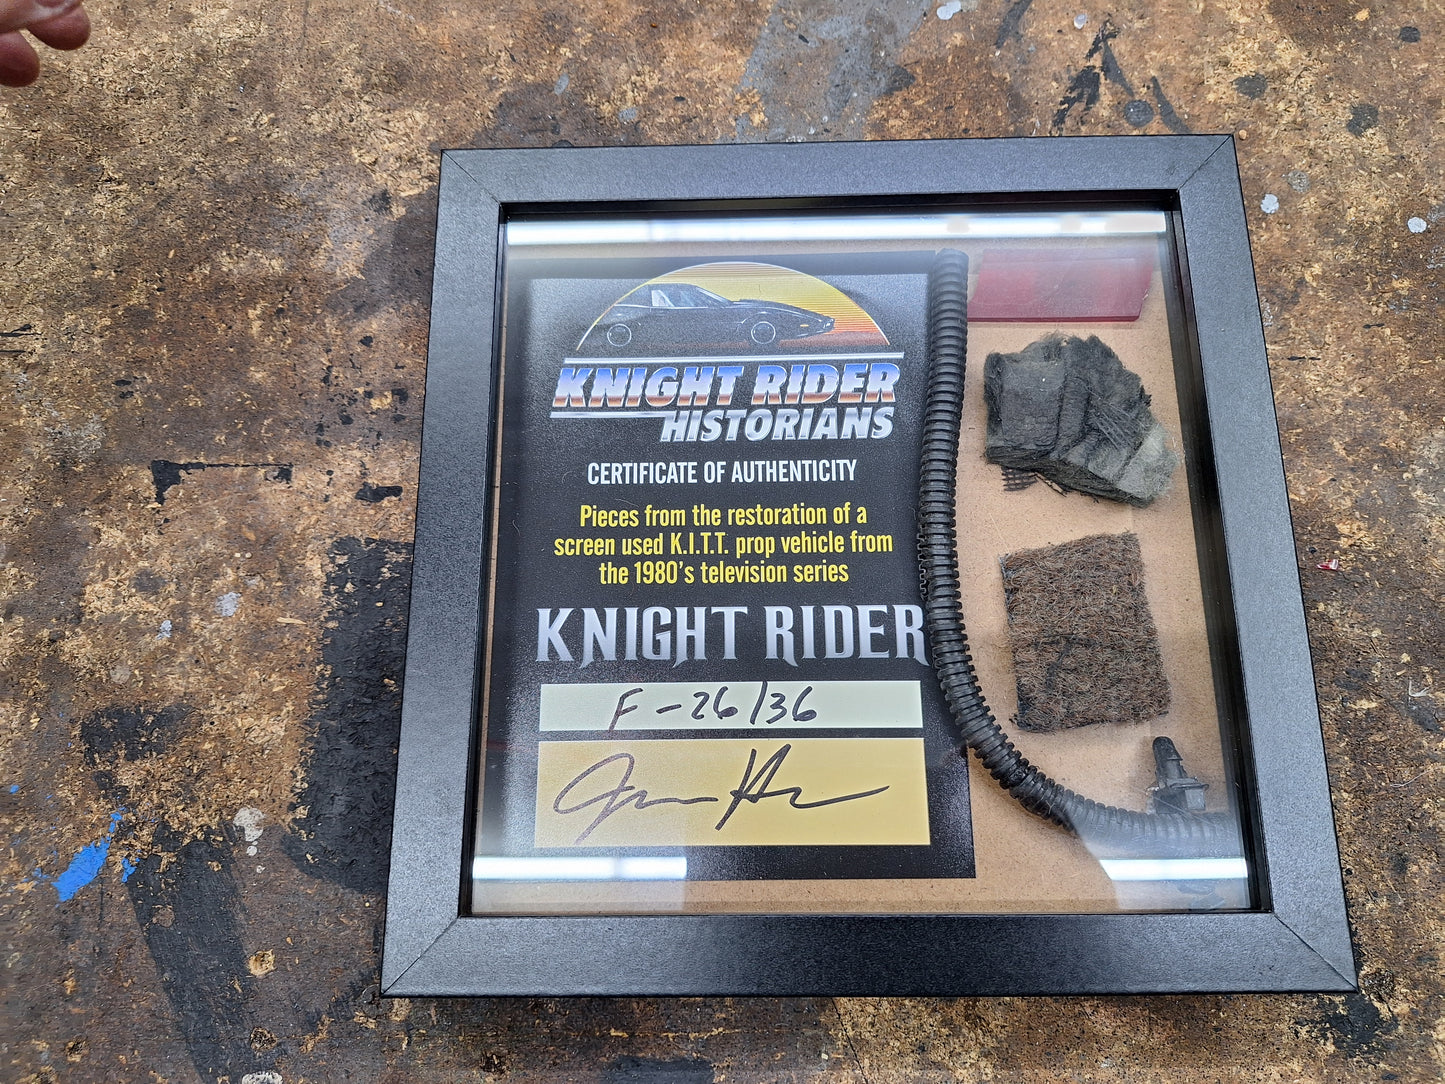 KNIGHT RIDER
HISTORIANS
CERTIFICATE OF AUTHENTICITY
Pieces from the restoration of a
screen used K.I.T.T. prop vehicle from
the 1980's television series
KNIGHT RIDER
F-26/36